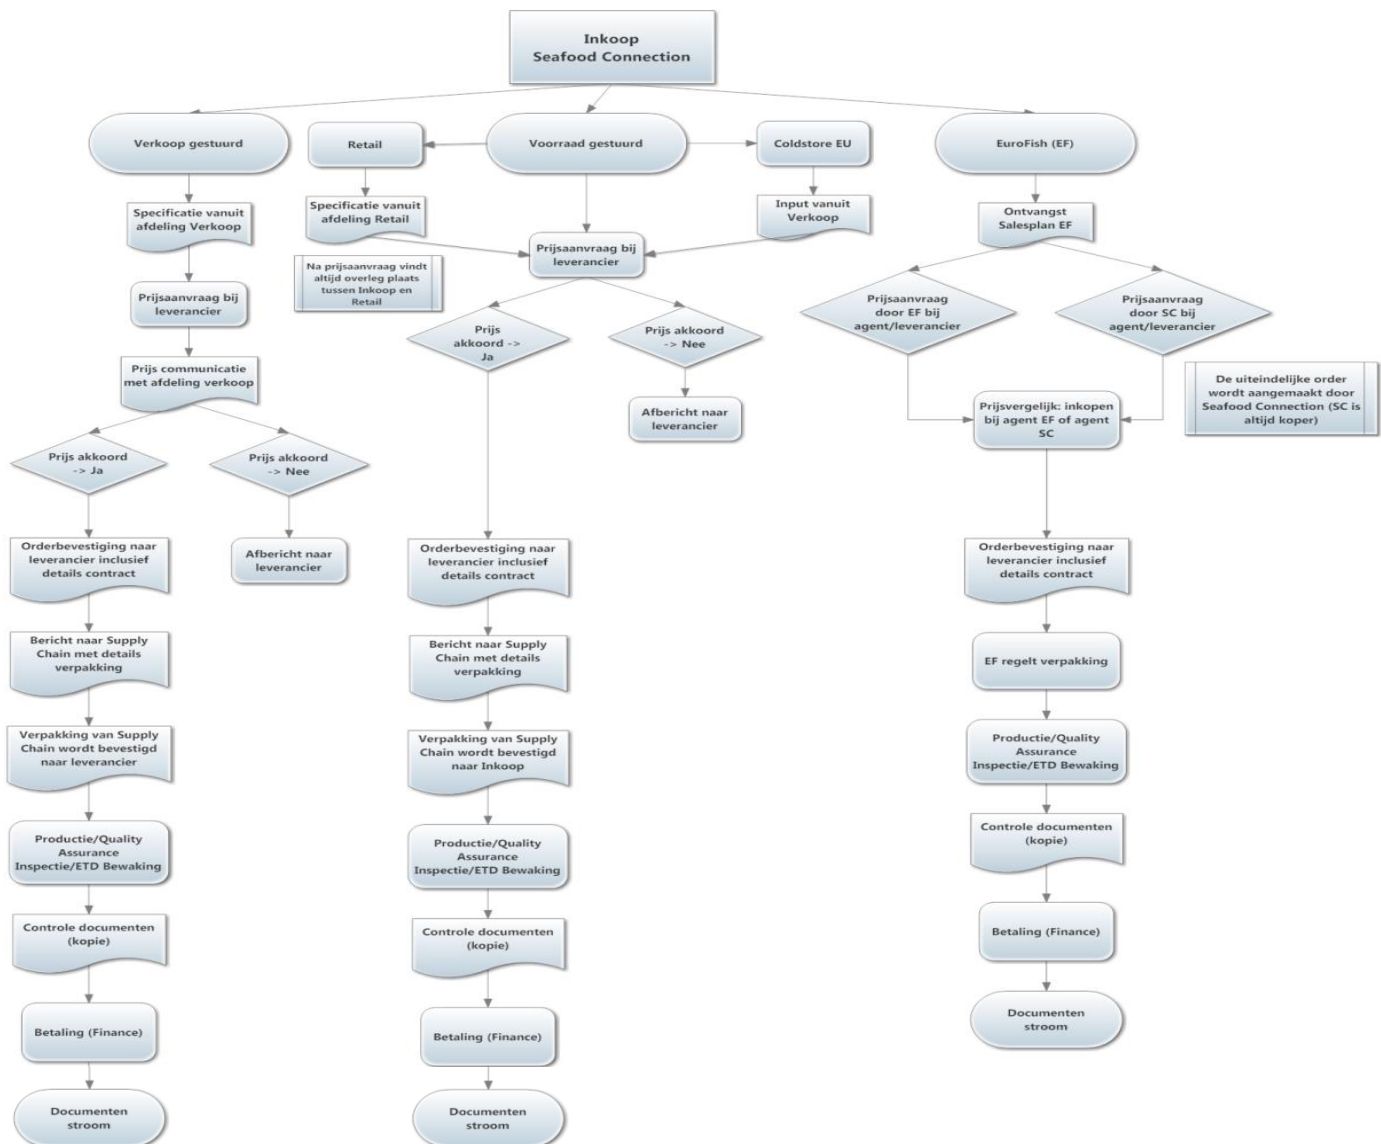 Inkoop
Seafood Connection
Verkoop gestuurd
Retail
Voorraad gestuurd
Coldstore EU
EuroFish (EF)
Specificatie vanuit
afdeling Verkoop
Specificatie vanuit
afdeling Retail
Input vanuit
Verkoop
Ontvangst
Salesplan EF
Prijsaanvraag bij
leverancier
Na prijsaanvraag vindt
altijd overleg plaats
tussen Inkoop en
Retail
Prijsaanvraag bij
leverancier
Prijsaanvraag
door EF bij
agent/leverancier
Prijsaanvraag
door SC bij
agent/leverancier
Prijs communicatie
met afdeling verkoop
Prijs
akkoord ->
Ja
Prijs akkoord
-> Nee
De uiteindelijke order
wordt aangemaakt door
Seafood Connection (SC is
altijd koper)
Afbericht naar
leverancier
Prijsvergelijk: inkopen
bij agent EF of agent
SC
Prijs akkoord
-> Ja
Prijs akkoord
-> Nee
Orderbevestiging naar
leverancier inclusief
details contract
Afbericht naar
leverancier
Orderbevestiging naar
leverancier inclusief
details contract
Orderbevestiging naar
leverancier inclusief
details contract
Bericht naar Supply
Chain met details
verpakking
Bericht naar Supply
Chain met details
verpakking
EF regelt verpakking
Verpakking van Supply
Chain wordt bevestigd
naar leverancier
Verpakking van Supply
Chain wordt bevestigd
naar Inkoop
Productie/Quality
Assurance
Inspectie/ETD Bewaking
Productie/Quality
Assurance
Inspectie/ETD Bewaking
Productie/Quality
Assurance
Inspectie/ETD Bewaking
Controle documenten
(kopie)
Controle documenten
(kopie)
Controle documenten
(kopie)
Betaling (Finance)
Betaling (Finance)
Betaling (Finance)
Documenten
stroom
Documenten
stroom
Documenten
stroom